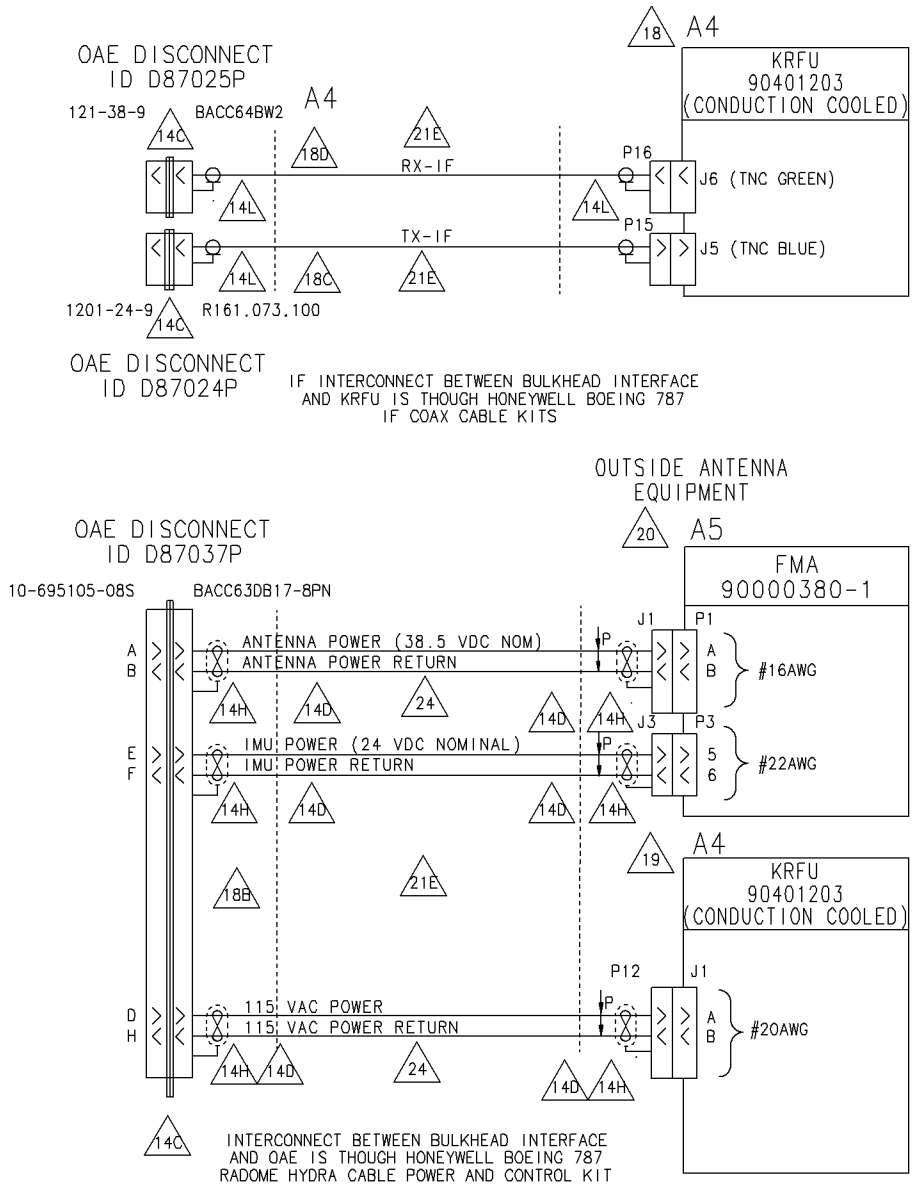 18 A4
OAE DISCONNECT
ID D87025P
KRFU
90401203
(CONDUCTION COOLED)
121-38-9 BACC64BW2 A4
14C 18D 21E P16
RX-IF
J6 (TNC GREEN)
14L 14L
P15
TX-IF
J5 (TNC BLUE)
14L 18C 21E
1201-24-9 14C R161.073.100
OAE DISCONNECT
ID D87024P
IF INTERCONNECT BETWEEN BULKHEAD INTERFACE
AND KRFU IS THOUGH HONEYWELL BOEING 787
IF COAX CABLE KITS
OUTSIDE ANTENNA
EQUIPMENT
OAE DISCONNECT
ID D87037P
20 A5
FMA
90000380-1
10-695105-08S BACC63DB17-8PN
J1 P1
A ANTENNA POWER (38.5 VDC NOM) P A
B ANTENNA POWER RETURN B #16AWG
14H 14D 24 14D 14H
J3 P3
E IMU POWER (24 VDC NOMINAL) P 5
F IMU POWER RETURN 6 #22AWG
14H 14D 14D 14H
19 A4
KRFU
90401203
(CONDUCTION COOLED)
18B 21E
P12 J1
D 115 VAC POWER P A
H 115 VAC POWER RETURN B #20AWG
14H 14D 24 14D 14H
14C
INTERCONNECT BETWEEN BULKHEAD INTERFACE
AND OAE IS THOUGH HONEYWELL BOEING 787
RADOME HYDRA CABLE POWER AND CONTROL KIT